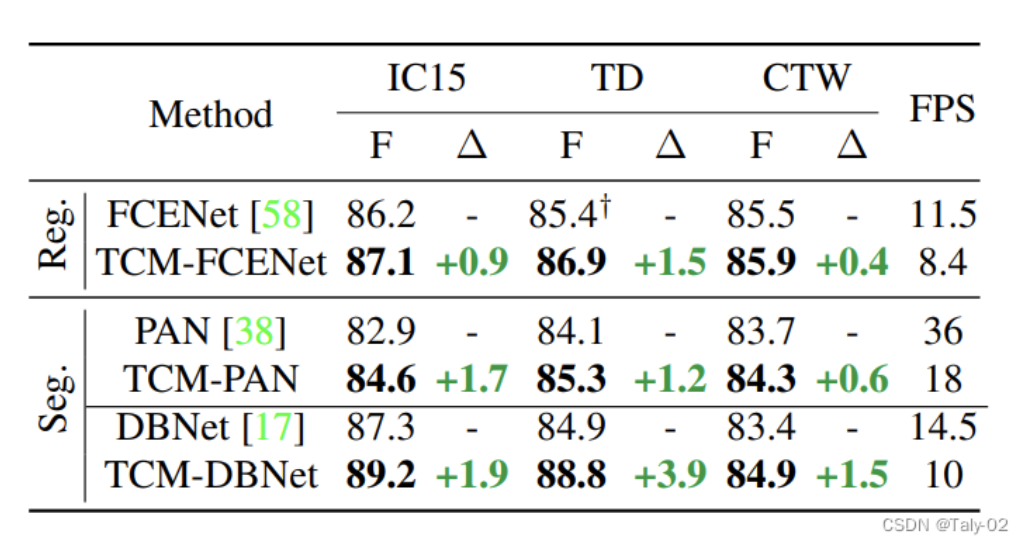 IC15 TD CTW
Method FPS
F Δ F Δ F Δ
Reg.
FCENet [58] 86.2 - 85.4† - 85.5 - 11.5
TCM-FCENet 87.1 +0.9 86.9 +1.5 85.9 +0.4 8.4
Seg.
PAN [38] 82.9 - 84.1 - 83.7 - 36
TCM-PAN 84.6 +1.7 85.3 +1.2 84.3 +0.6 18
DBNet [17] 87.3 - 84.9 - 83.4 - 14.5
TCM-DBNet 89.2 +1.9 88.8 +3.9 84.9 +1.5 10
CSDN @Taly-02